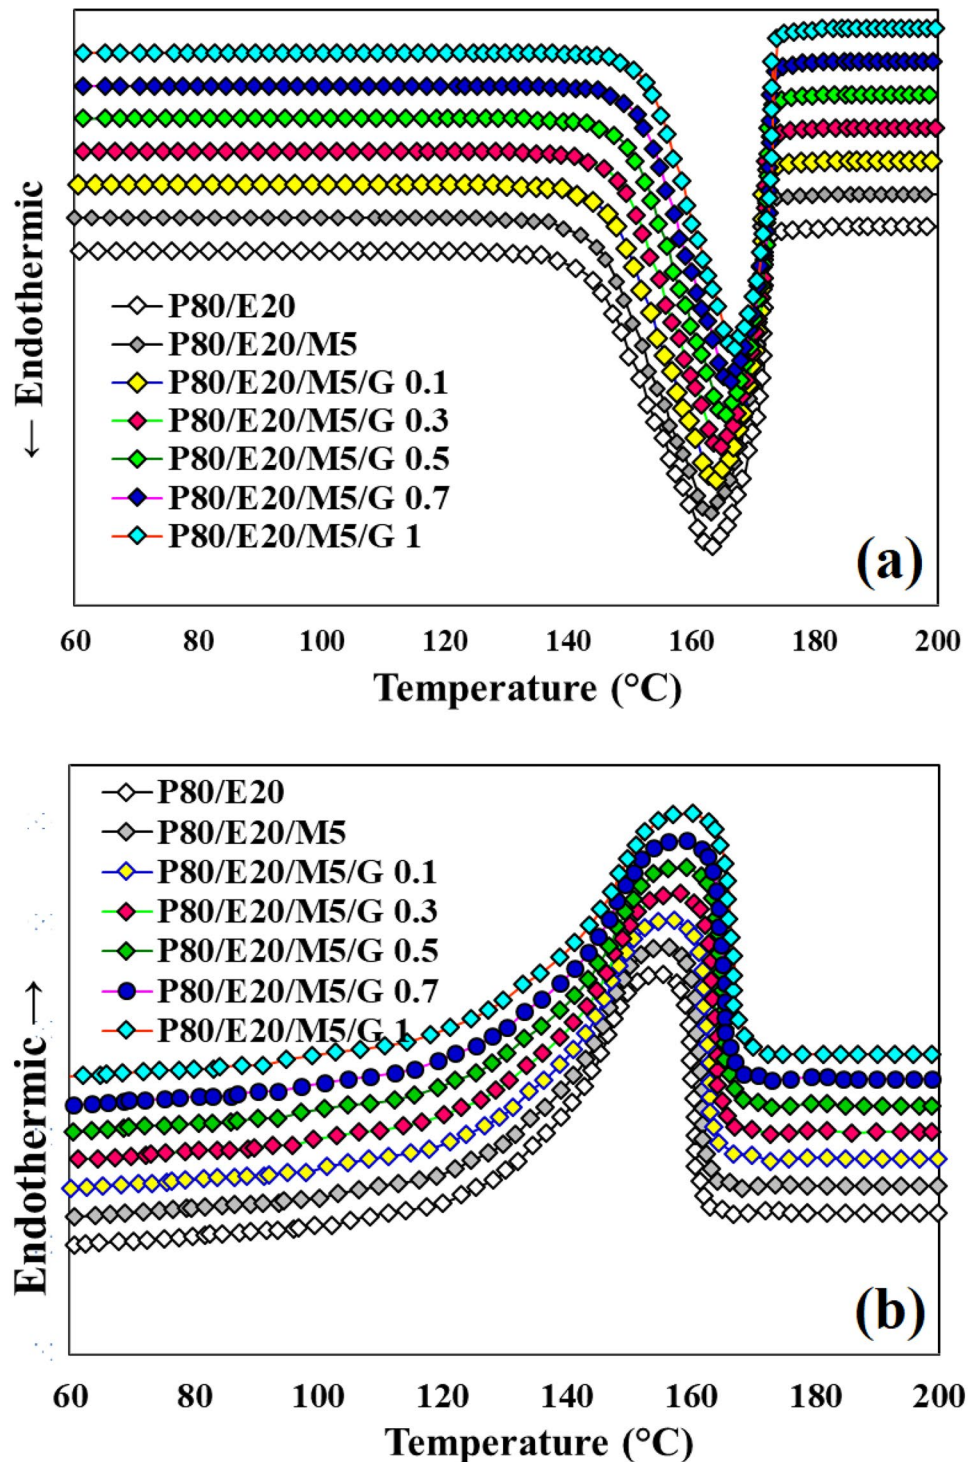 ← Endothermic
P80/E20
P80/E20/M5
P80/E20/M5/G 0.1
P80/E20/M5/G 0.3
P80/E20/M5/G 0.5
P80/E20/M5/G 0.7
P80/E20/M5/G 1
(a)
60 80 100 120 140 160 180 200
Temperature (°C)
Endothermic →
P80/E20
P80/E20/M5
P80/E20/M5/G 0.1
P80/E20/M5/G 0.3
P80/E20/M5/G 0.5
P80/E20/M5/G 0.7
P80/E20/M5/G 1
(b)
60 80 100 120 140 160 180 200
Temperature (°C)